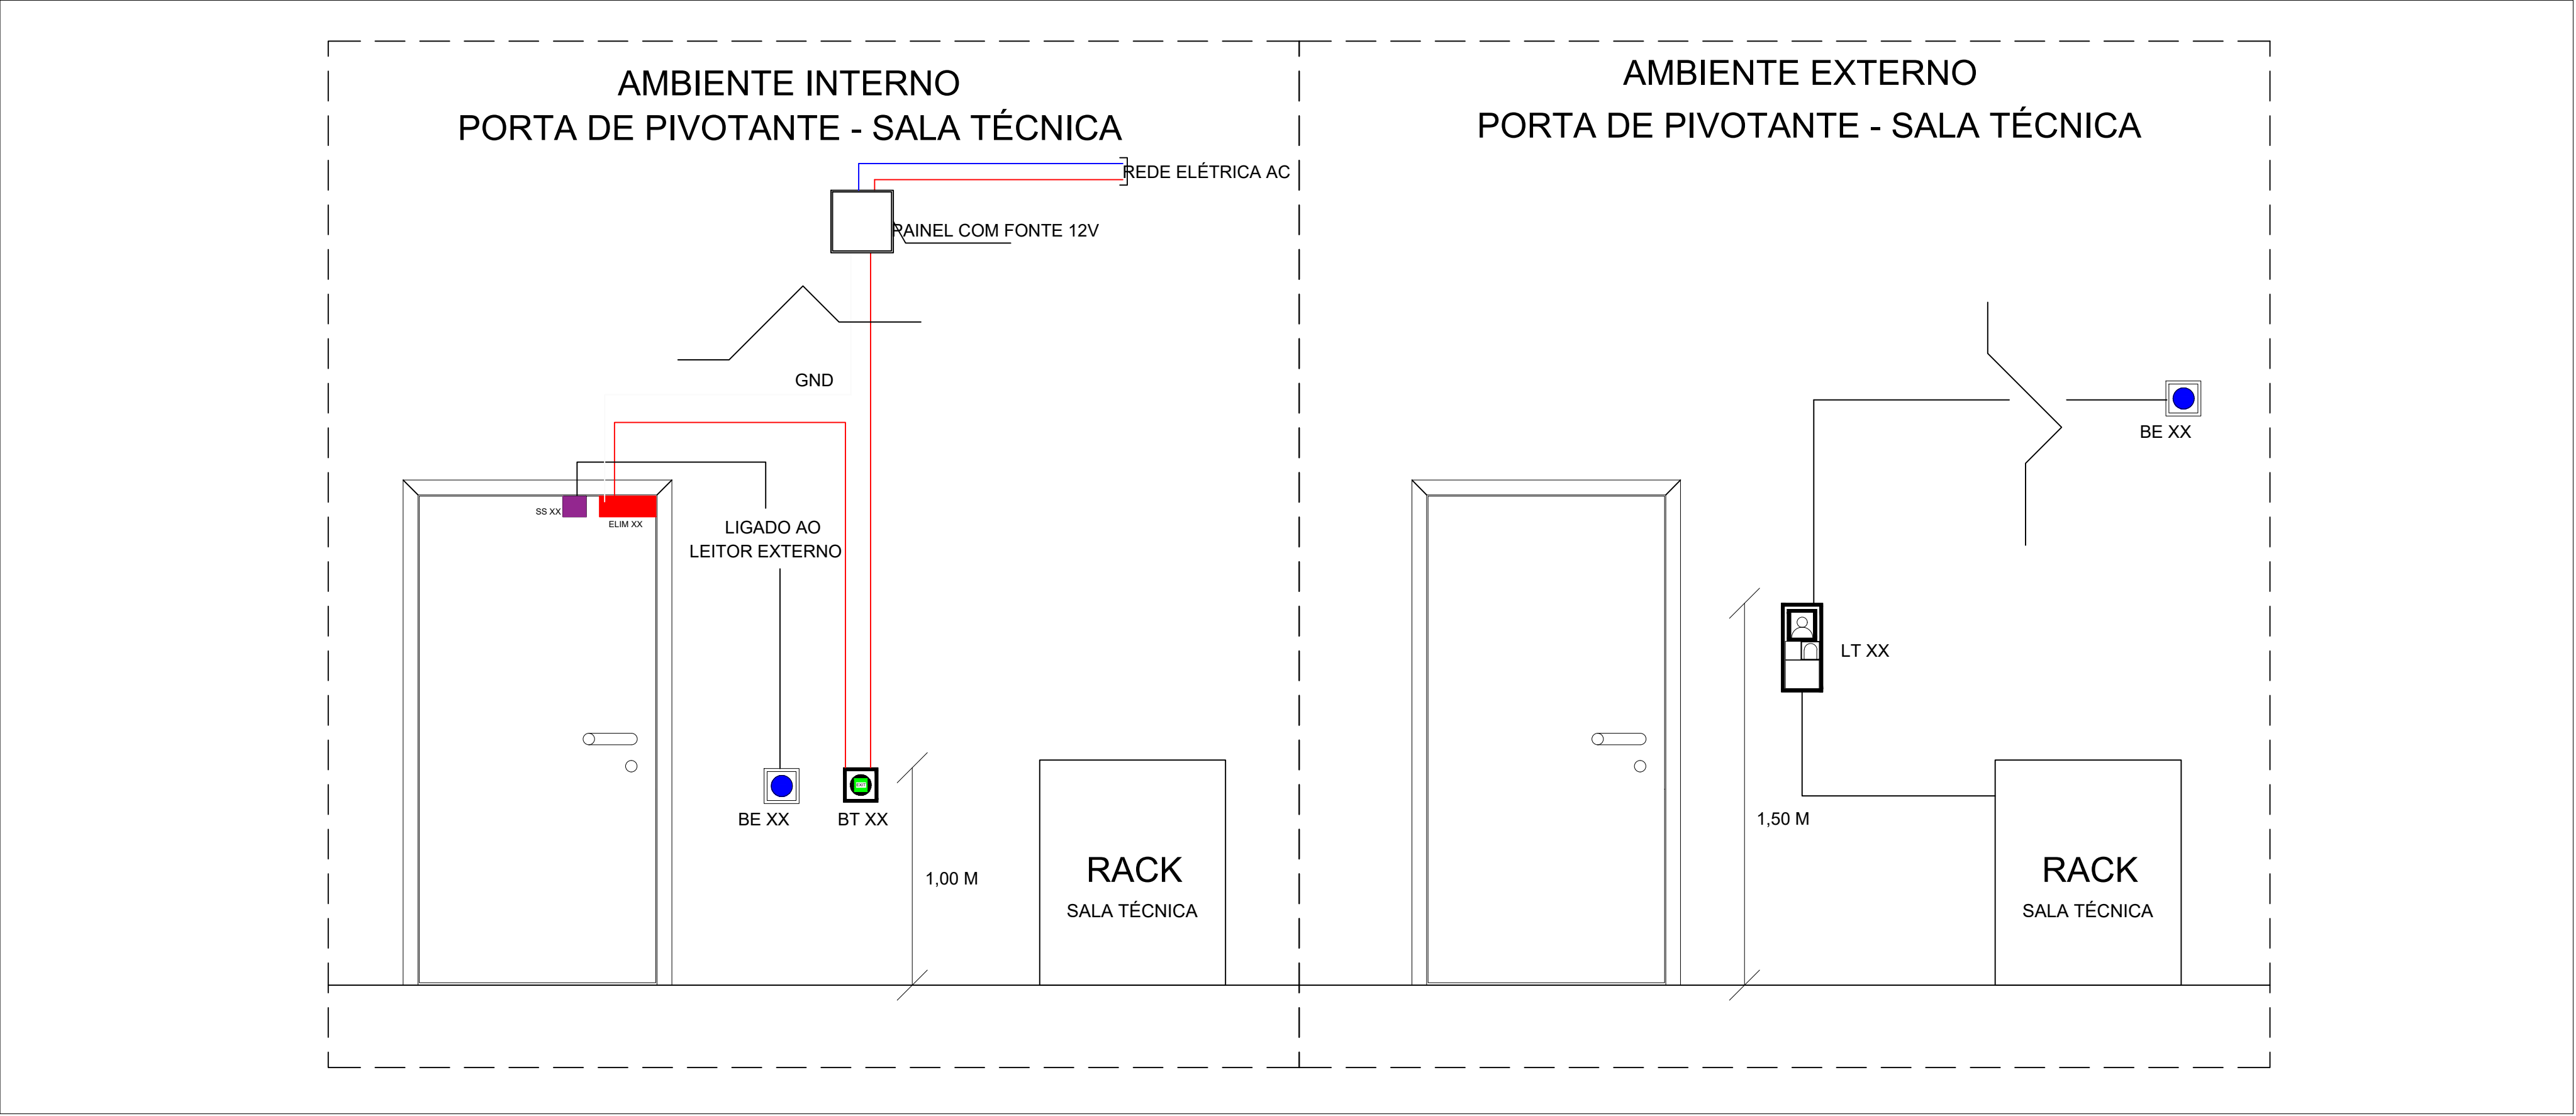 AMBIENTE INTERNO
PORTA DE PIVOTANTE - SALA TÉCNICA
REDE ELÉTRICA AC
PAINEL COM FONTE 12V
GND
SS XX
ELIM XX
LIGADO AO
LEITOR EXTERNO
BE XX
BT XX
1,00 M
RACK
SALA TÉCNICA
AMBIENTE EXTERNO
PORTA DE PIVOTANTE - SALA TÉCNICA
BE XX
LT XX
1,50 M
RACK
SALA TÉCNICA